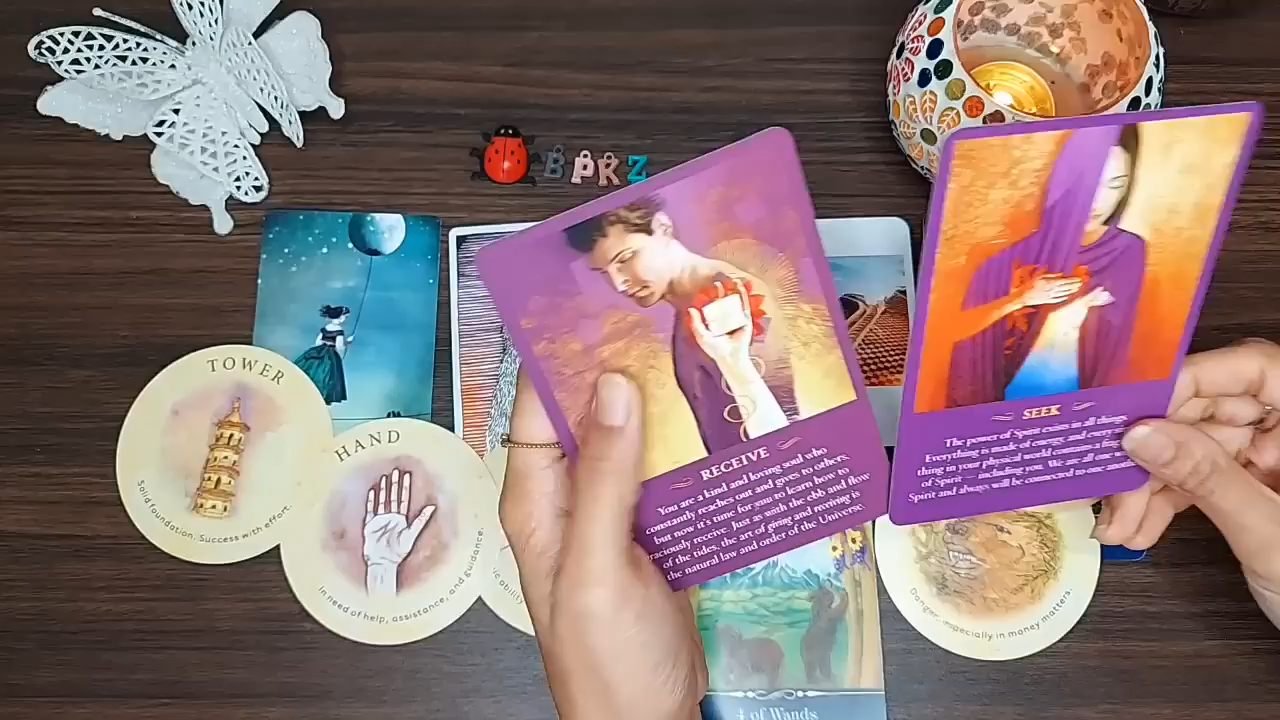 BPRZ
TOWER
Solid foundation. Success with effort.
HAND
In need of help, assistance, and guidance.
ability
RECEIVE
You are a kind and loving soul who
constantly reaches out and gives to others,
but now it's time for you to learn how to
raciously receive. Just as with the ebb and flow
of the tides, the art of giving and receiving is
the natural law and order of the Universe.
SEEK
The power of Spirit exists in all things.
Everything is made of energy, and every
thing in your physical world contains a
of Spirit — including you. We are all one
Spirit and always will be connected to one
Danger, especially in money matters.
4 of Wands